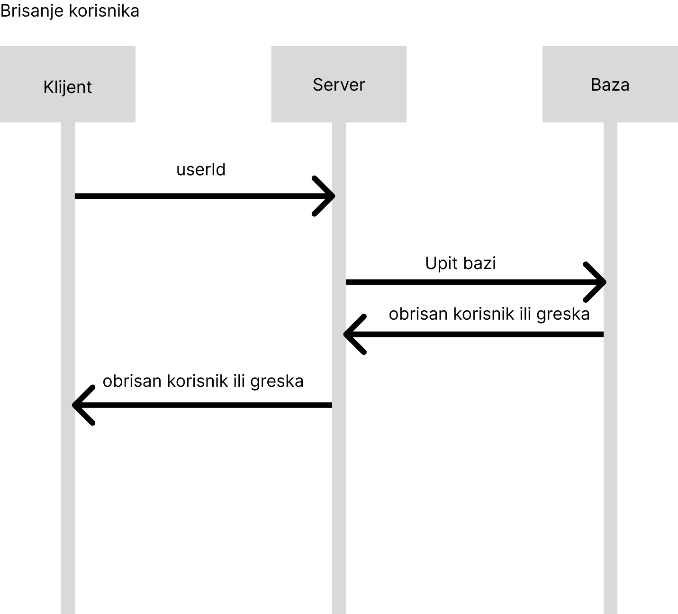 Brisanje korisnika
Klijent
Server
Baza
userId
Upit bazi
obrisan korisnik ili greska
obrisan korisnik ili greska